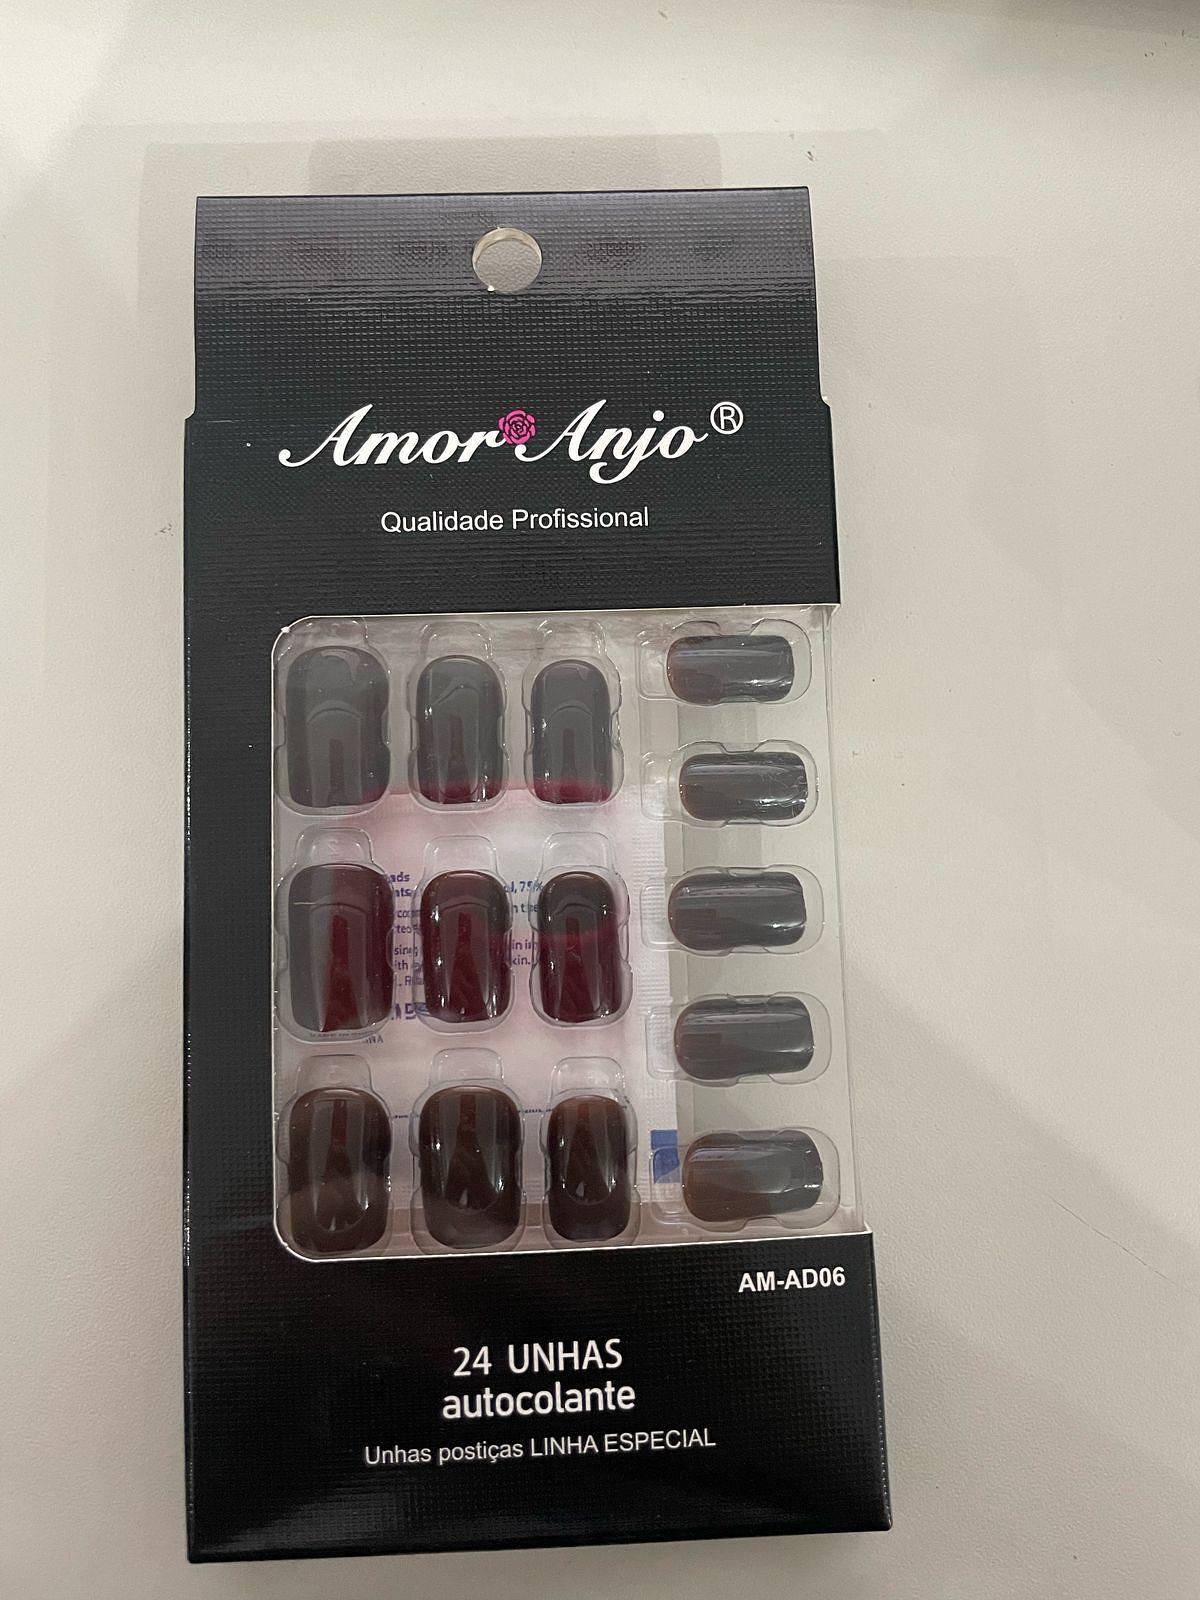 Amor Anjo®
Qualidade Profissional
AM-AD06
24 UNHAS
autocolante
Unhas postiças LINHA ESPECIAL